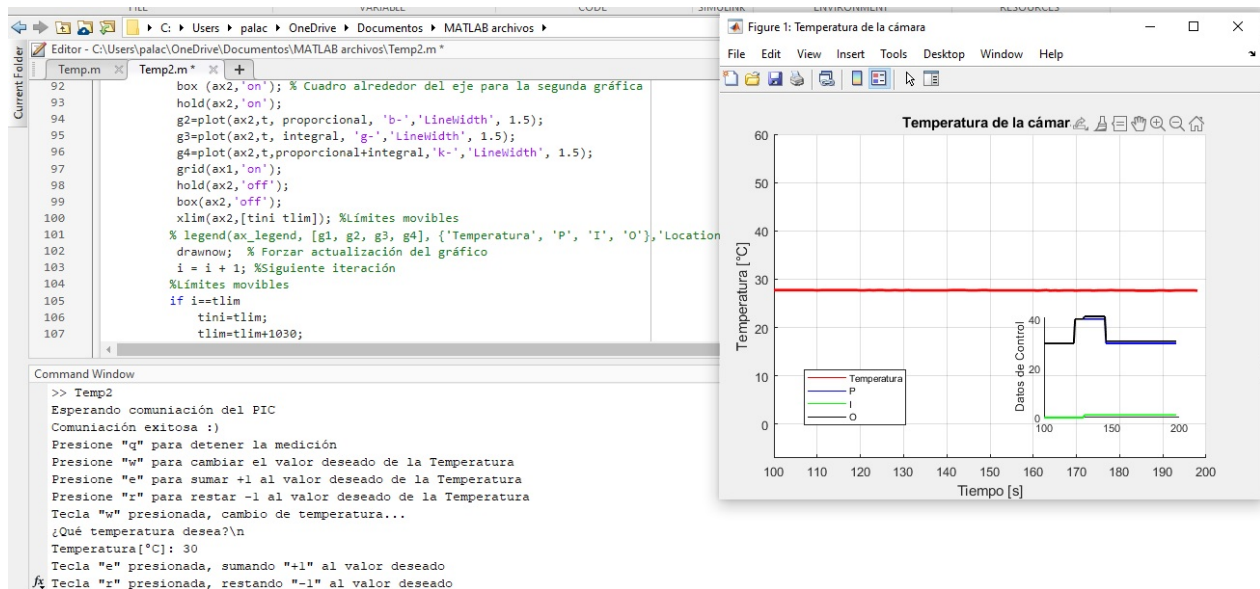 FILE VARIABLE CODE SIMULINK ENVIRONMENT RESOURCES
C: Users palac OneDrive Documentos MATLAB archivos
Current Folder
Editor - C:\Users\palac\OneDrive\Documentos\MATLAB archivos\Temp2.m *
Temp.m Temp2.m * +
92 box (ax2,'on'); % Cuadro alrededor del eje para la segunda gráfica
93 hold(ax2,'on');
94 g2=plot(ax2,t, proporcional, 'b-','LineWidth', 1.5);
95 g3=plot(ax2,t, integral, 'g-','LineWidth', 1.5);
96 g4=plot(ax2,t,proporcional+integral,'k-','LineWidth', 1.5);
97 grid(ax1,'on');
98 hold(ax2,'off');
99 box(ax2,'off');
100 xlim(ax2,[tini tlim]); %Límites movibles
101 % legend(ax_legend, [g1, g2, g3, g4], {'Temperatura', 'P', 'I', 'O'},'Location
102 drawnow; % Forzar actualización del gráfico
103 i = i + 1; %Siguiente iteración
104 %Límites movibles
105 if i==tlim
106 tini=tlim;
107 tlim=tlim+1030;
Command Window
>> Temp2
Esperando comuniación del PIC
Comuniación exitosa :)
Presione "q" para detener la medición
Presione "w" para cambiar el valor deseado de la Temperatura
Presione "e" para sumar +1 al valor deseado de la Temperatura
Presione "r" para restar -1 al valor deseado de la Temperatura
Tecla "w" presionada, cambio de temperatura...
¿Qué temperatura desea?\n
Temperatura[°C]: 30
Tecla "e" presionada, sumando "+1" al valor deseado
fx Tecla "r" presionada, restando "-1" al valor deseado
Figure 1: Temperatura de la cámara
File Edit View Insert Tools Desktop Window Help
Temperatura de la cámar
Temperatura [°C]
60
50
40
30
20
10
0
100 110 120 130 140 150 160 170 180 190 200
Tiempo [s]
Temperatura
P
I
O
Datos de Control
40
20
0
100 150 200